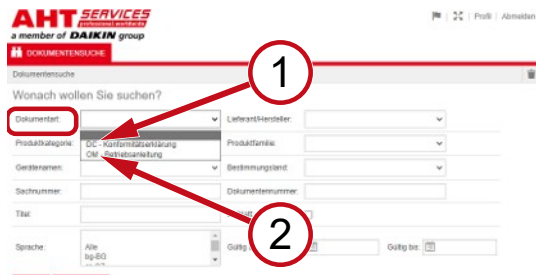 AHT SERVICES
professional worldwide
a member of DAIKIN group
Profil Abmelden
DOKUMENTENSUCHE
Dokumentensuche
Wonach wollen Sie suchen?
1
Dokumentart: Lieferant/Hersteller:
Produktkategorie: DC - Konformitätserklärung Produktfamilie:
OM - Betriebsanleitung
Gerätenamen: Bestimmungsland:
Sachnummer: Dokumentennummer:
Titel:
2
Sprache: Alle Gültig Gültig bis:
bg-BG